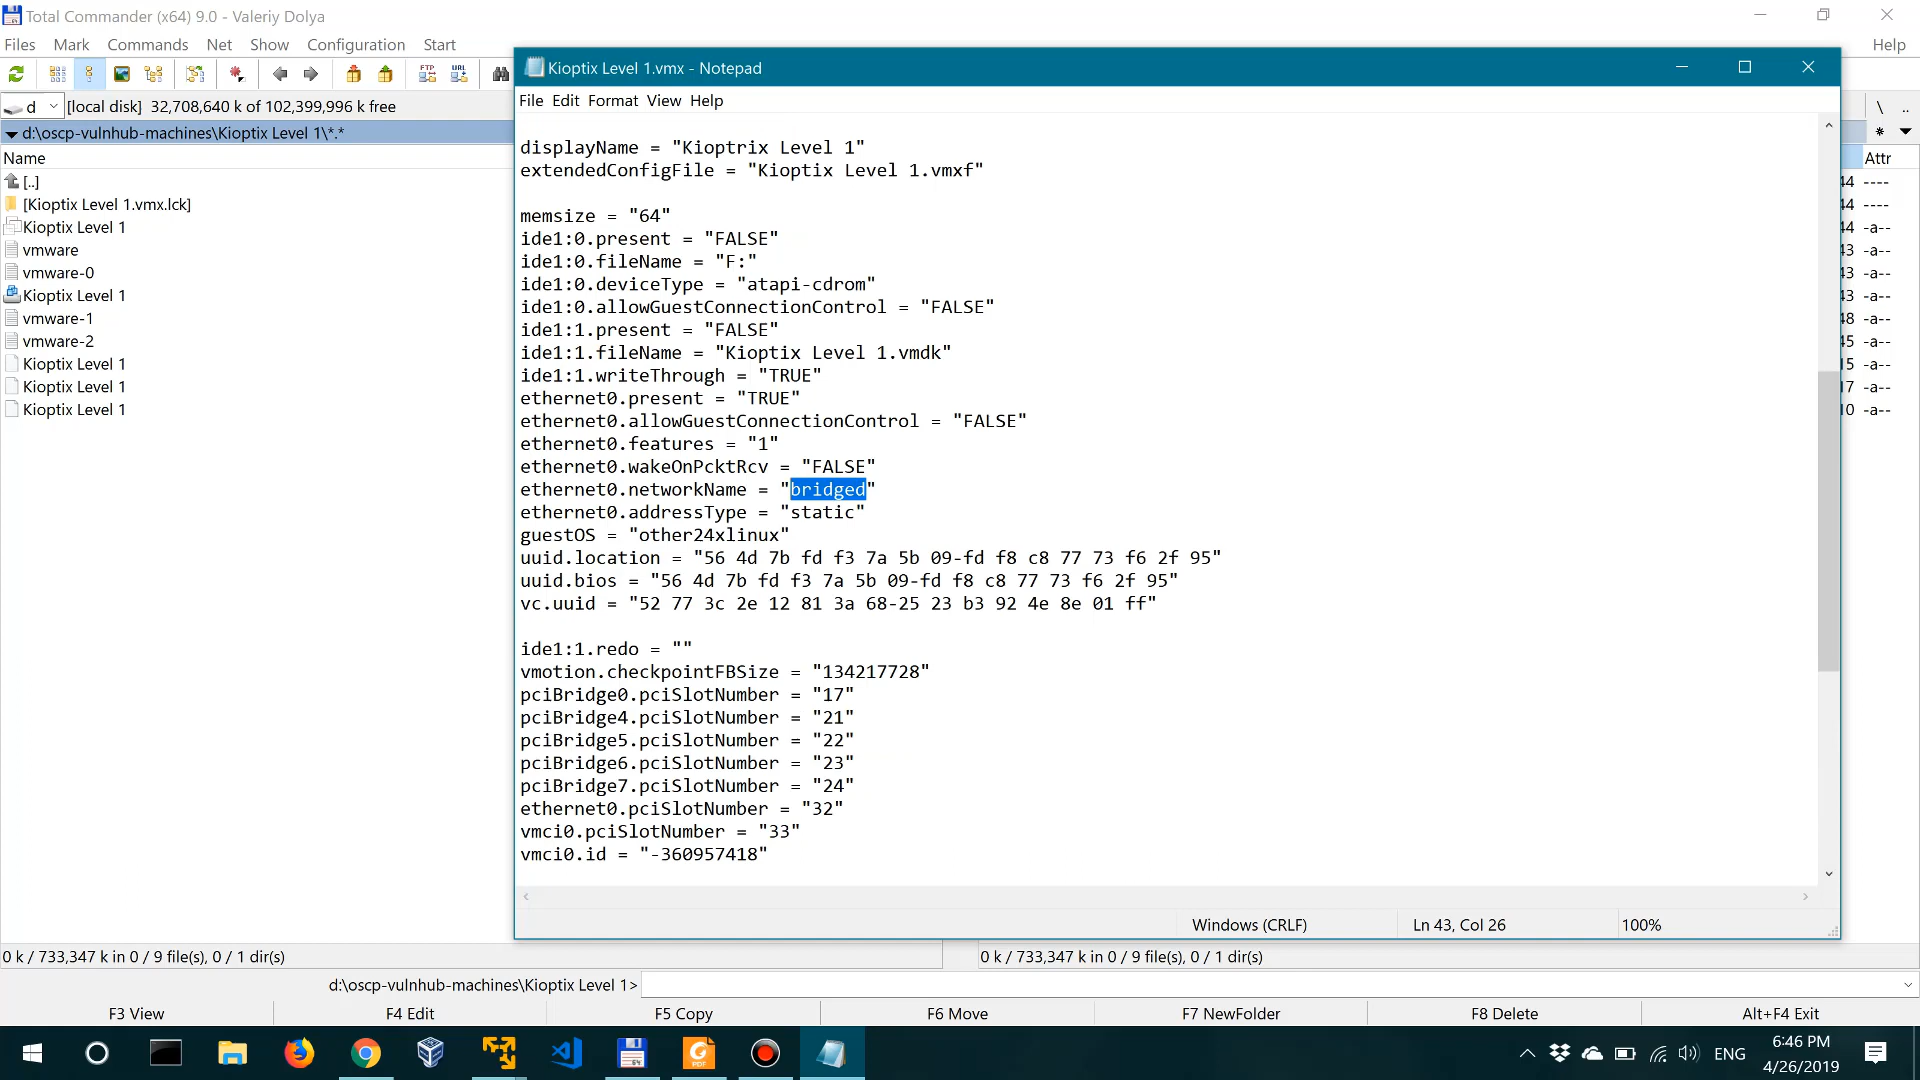 Total Commander (x64) 9.0 - Valeriy Dolya
Files Mark Commands Net Show Configuration Start
Help
FTP URL
d [local disk] 32,708,640 k of 102,399,996 k free
\ ..
d:\oscp-vulnhub-machines\Kioptix Level 1\*.*
*
Name
Attr
[..]
[Kioptix Level 1.vmx.lck]
Kioptix Level 1
vmware
vmware-0
Kioptix Level 1
vmware-1
vmware-2
Kioptix Level 1
Kioptix Level 1
Kioptix Level 1
44 ----
44 ----
44 -a--
43 -a--
43 -a--
43 -a--
48 -a--
45 -a--
15 -a--
17 -a--
10 -a--
Kioptix Level 1.vmx - Notepad
File Edit Format View Help
displayName = "Kioptrix Level 1"
extendedConfigFile = "Kioptix Level 1.vmxf"
memsize = "64"
ide1:0.present = "FALSE"
ide1:0.fileName = "F:"
ide1:0.deviceType = "atapi-cdrom"
ide1:0.allowGuestConnectionControl = "FALSE"
ide1:1.present = "FALSE"
ide1:1.fileName = "Kioptix Level 1.vmdk"
ide1:1.writeThrough = "TRUE"
ethernet0.present = "TRUE"
ethernet0.allowGuestConnectionControl = "FALSE"
ethernet0.features = "1"
ethernet0.wakeOnPcktRcv = "FALSE"
ethernet0.networkName = "bridged"
ethernet0.addressType = "static"
guestOS = "other24xlinux"
uuid.location = "56 4d 7b fd f3 7a 5b 09-fd f8 c8 77 73 f6 2f 95"
uuid.bios = "56 4d 7b fd f3 7a 5b 09-fd f8 c8 77 73 f6 2f 95"
vc.uuid = "52 77 3c 2e 12 81 3a 68-25 23 b3 92 4e 8e 01 ff"
ide1:1.redo = ""
vmotion.checkpointFBSize = "134217728"
pciBridge0.pciSlotNumber = "17"
pciBridge4.pciSlotNumber = "21"
pciBridge5.pciSlotNumber = "22"
pciBridge6.pciSlotNumber = "23"
pciBridge7.pciSlotNumber = "24"
ethernet0.pciSlotNumber = "32"
vmci0.pciSlotNumber = "33"
vmci0.id = "-360957418"
Windows (CRLF) Ln 43, Col 26 100%
0 k / 733,347 k in 0 / 9 file(s), 0 / 1 dir(s)
0 k / 733,347 k in 0 / 9 file(s), 0 / 1 dir(s)
d:\oscp-vulnhub-machines\Kioptix Level 1>
F3 View F4 Edit F5 Copy F6 Move F7 NewFolder F8 Delete Alt+F4 Exit
PDF
ENG
6:46 PM
4/26/2019